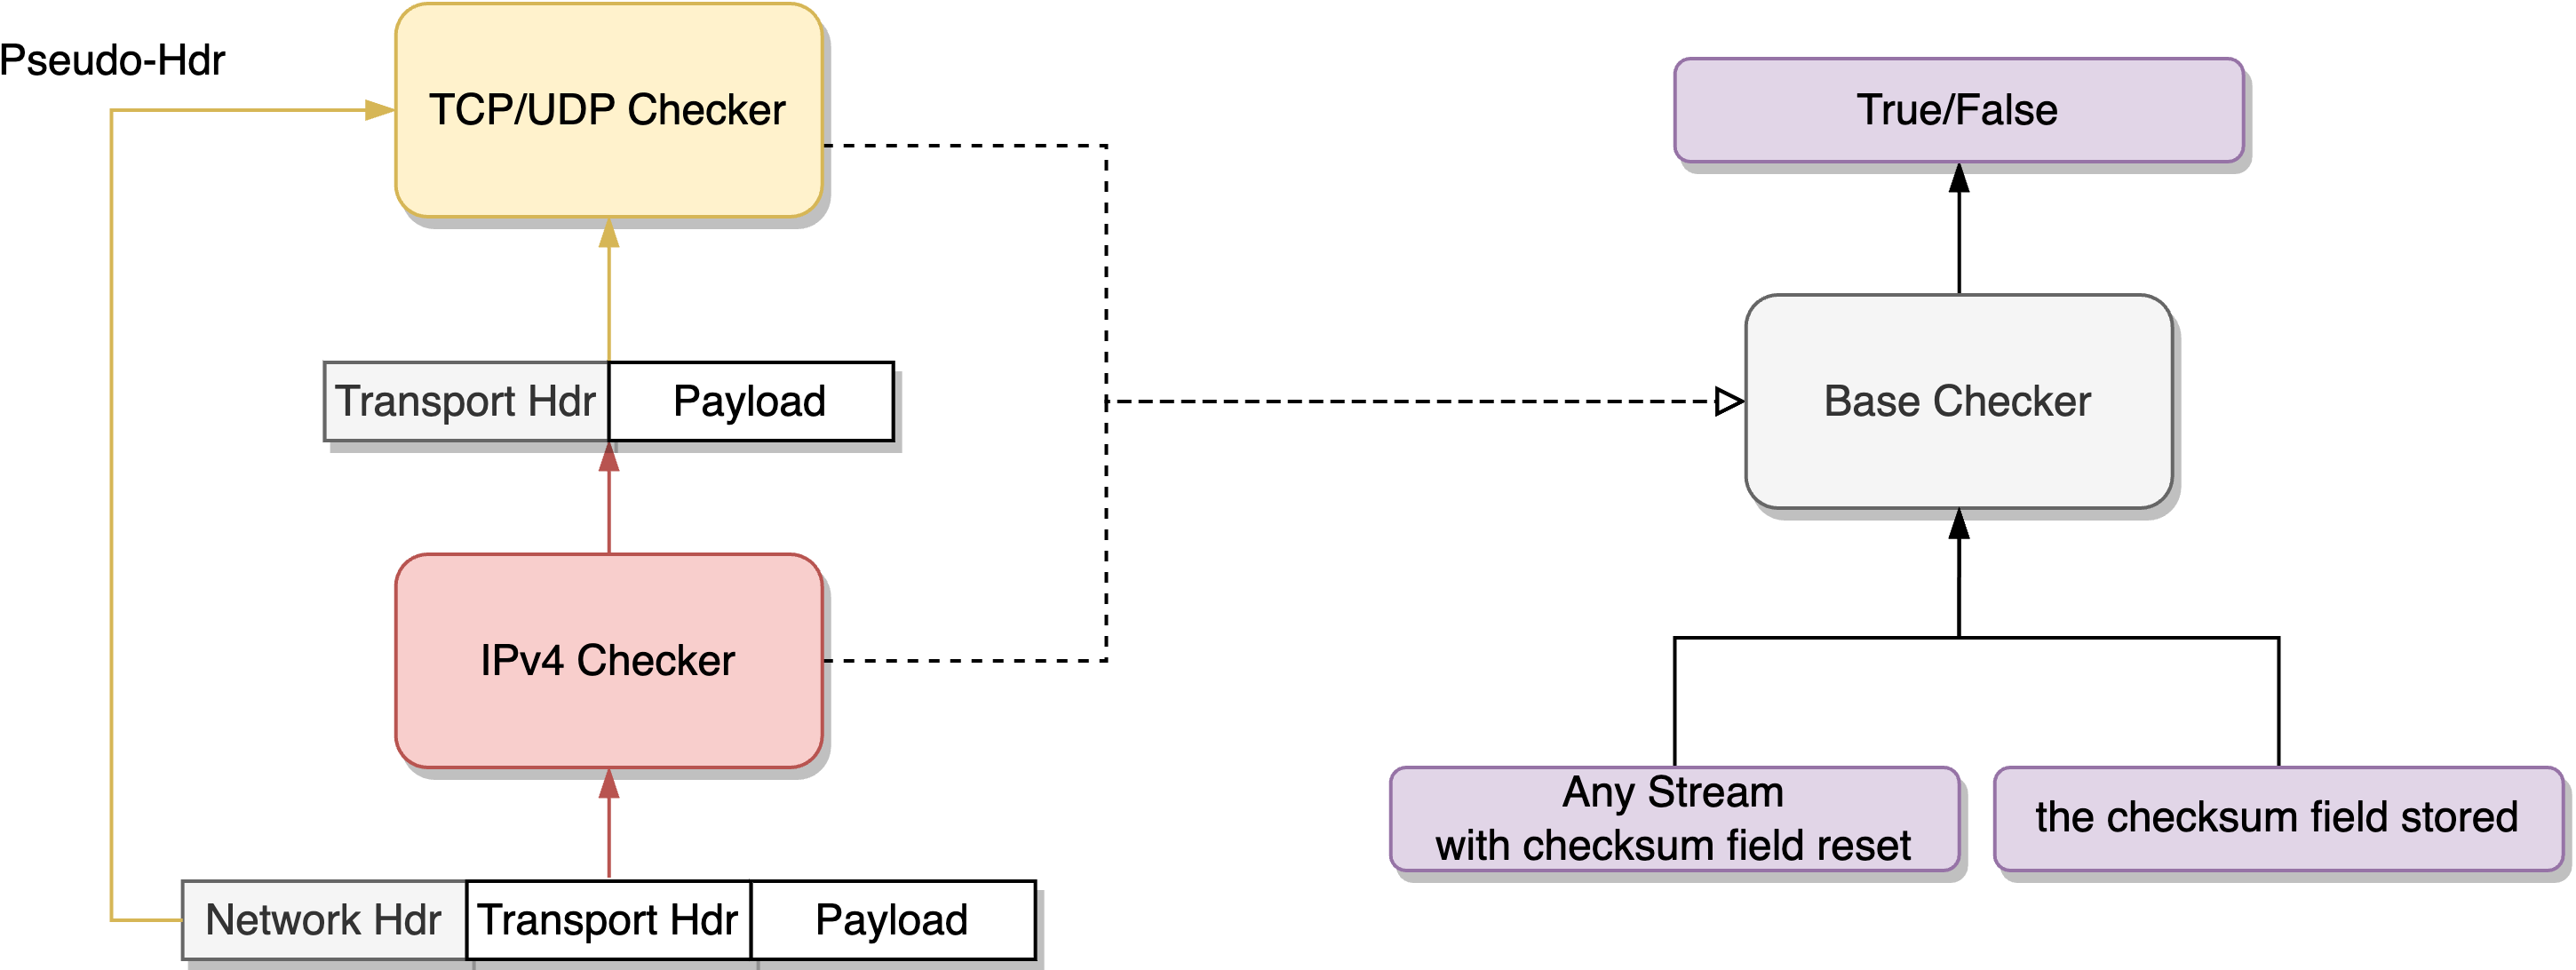 Pseudo-Hdr
TCP/UDP Checker
Transport Hdr
Payload
IPv4 Checker
Network Hdr
Transport Hdr
Payload
True/False
Base Checker
Any Stream
with checksum field reset
the checksum field stored